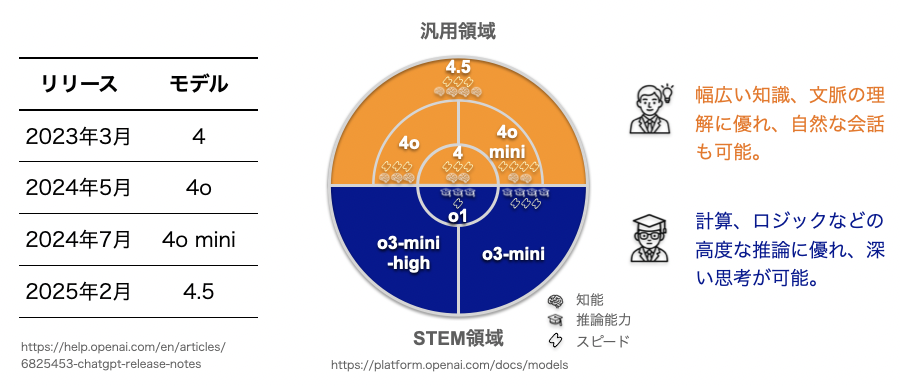 汎用領域
リリース モデル
2023年3月 4
2024年5月 4o
2024年7月 4o mini
2025年2月 4.5
https://help.openai.com/en/articles/
6825453-chatgpt-release-notes
4.5
4o
4o
mini
4
o1
o3-mini
-high
o3-mini
STEM領域
https://platform.openai.com/docs/models
知能
推論能力
スピード
幅広い知識、文脈の理
解に優れ、自然な会話
も可能。
計算、ロジックなどの
高度な推論に優れ、深
い思考が可能。